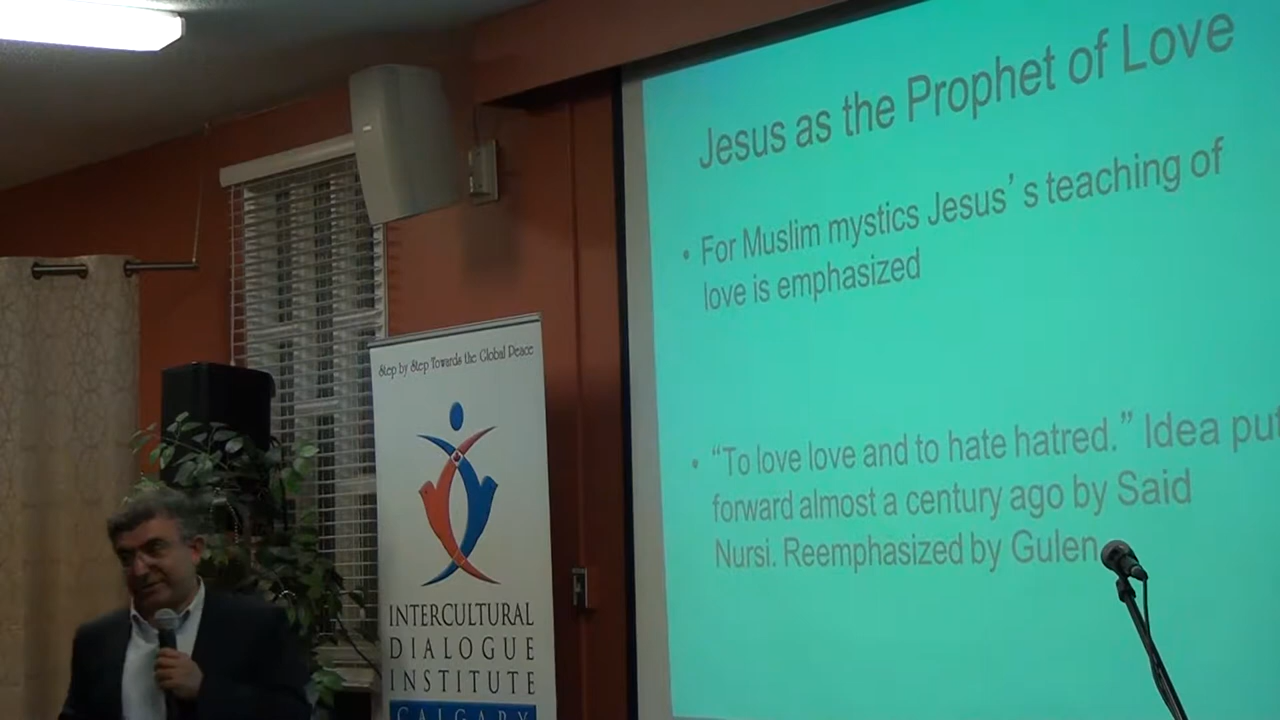 Jesus as the Prophet of Love
• For Muslim mystics Jesus’s teaching of
love is emphasized
• “To love love and to hate hatred.” Idea put
forward almost a century ago by Said
Nursi. Reemphasized by Gulen
Step by Step Towards the Global Peace
INTERCULTURAL
DIALOGUE
INSTITUTE
CALGARY